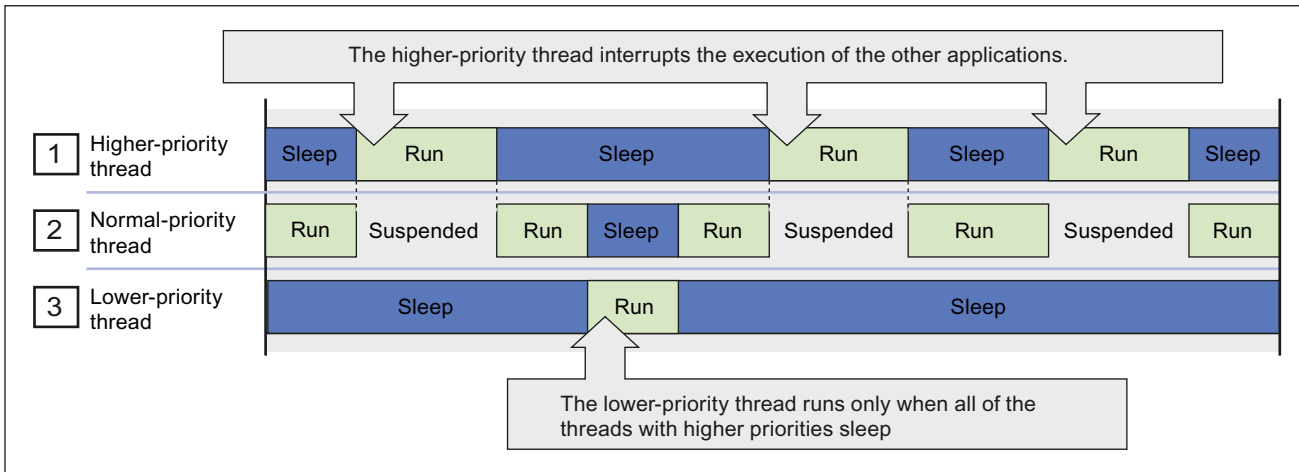 The higher-priority thread interrupts the execution of the other applications.
1 Higher-priority
thread
Sleep Run Sleep Run Sleep Run Sleep
2 Normal-priority
thread
Run Suspended Run Sleep Run Suspended Run Suspended Run
3 Lower-priority
thread
Sleep Run Sleep
The lower-priority thread runs only when all of the
threads with higher priorities sleep